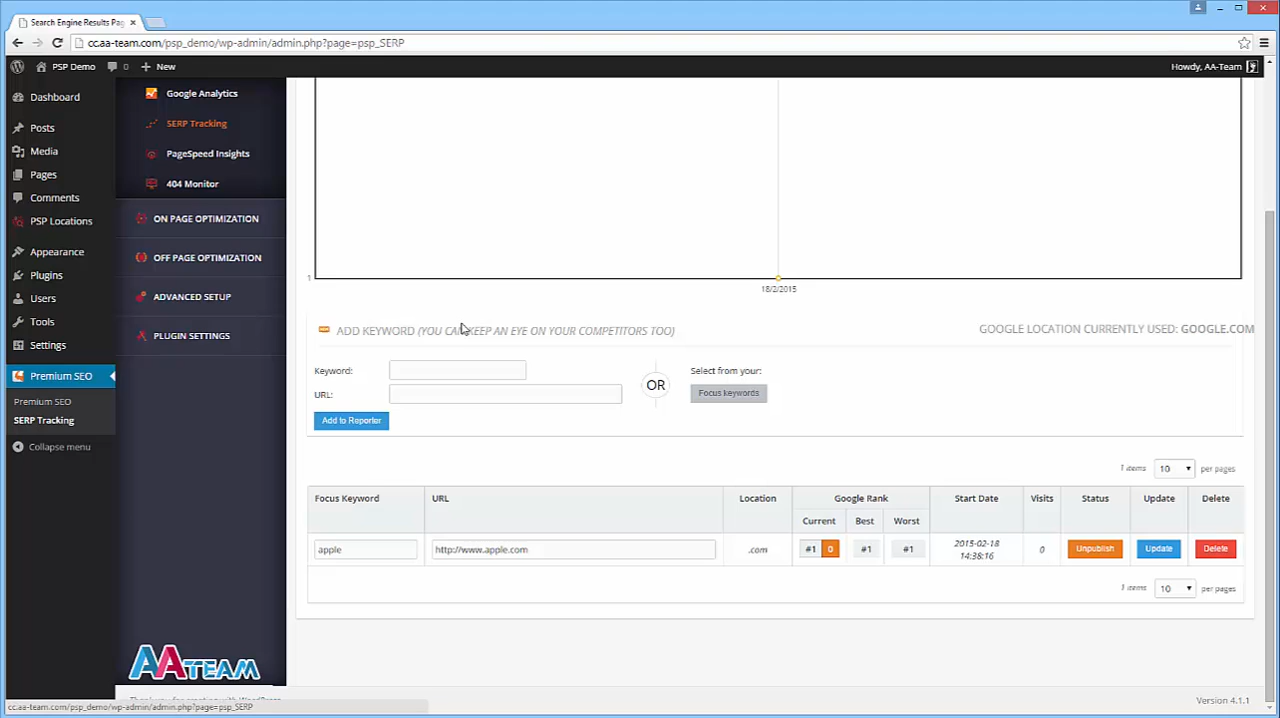 Search Engine Results Pag
cc.aa-team.com/psp_demo/wp-admin/admin.php?page=psp_SERP
PSP Demo 0 New Howdy, AA-Team
Dashboard
Posts
Media
Pages
Comments
PSP Locations
Appearance
Plugins
Users
Tools
Settings
Premium SEO
Premium SEO
SERP Tracking
Collapse menu
Google Analytics
SERP Tracking
PageSpeed Insights
404 Monitor
ON PAGE OPTIMIZATION
OFF PAGE OPTIMIZATION
ADVANCED SETUP
PLUGIN SETTINGS
AATEAM
1
18/2/2015
ADD KEYWORD (YOU CAN KEEP AN EYE ON YOUR COMPETITORS TOO) GOOGLE LOCATION CURRENTLY USED: GOOGLE.COM
Keyword:
URL:
Add to Reporter
OR
Select from your:
Focus keywords
1 items 10 per pages
Focus Keyword URL Location Google Rank Start Date Visits Status Update Delete
Current Best Worst
apple http://www.apple.com .com #1 0 #1 #1 2015-02-18 14:38:16 0 Unpublish Update Delete
1 items 10 per pages
Version 4.1.1
cc.aa-team.com/psp_demo/wp-admin/admin.php?page=psp_SERP